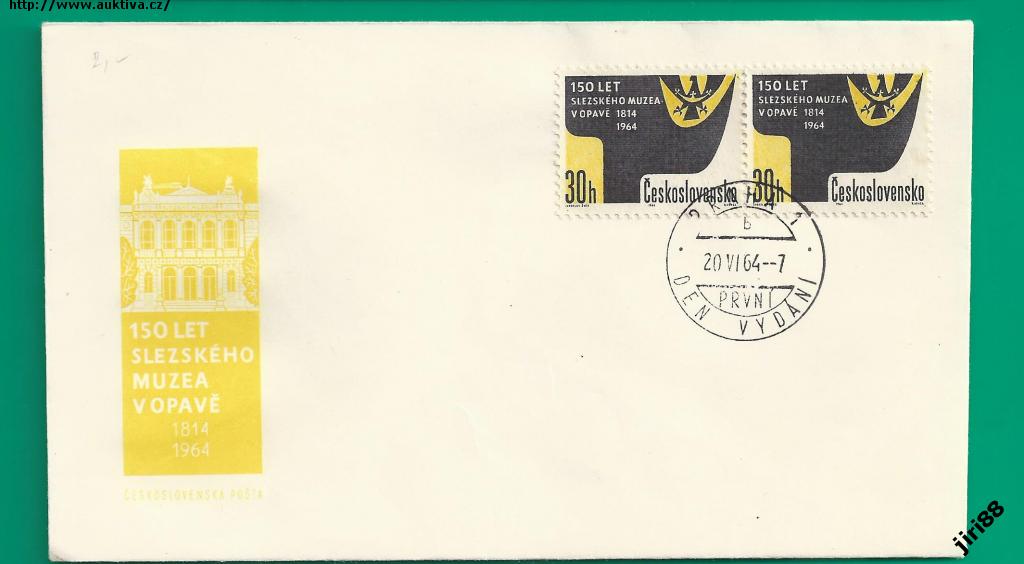 http://www.auktiva.cz/
2,-
150 LET
SLEZSKÉHO MUZEA
V OPAVĚ 1814
1964
30h
Československo
150 LET
SLEZSKÉHO MUZEA
V OPAVĚ 1814
1964
30h
Československo
PRAHA 1
b
20 VI 64--7
PRVNÍ
DEN VYDÁNÍ
150 LET
SLEZSKÉHO
MUZEA
V OPAVĚ
1814
1964
ČESKOSLOVENSKÁ POŠTA
jiri88